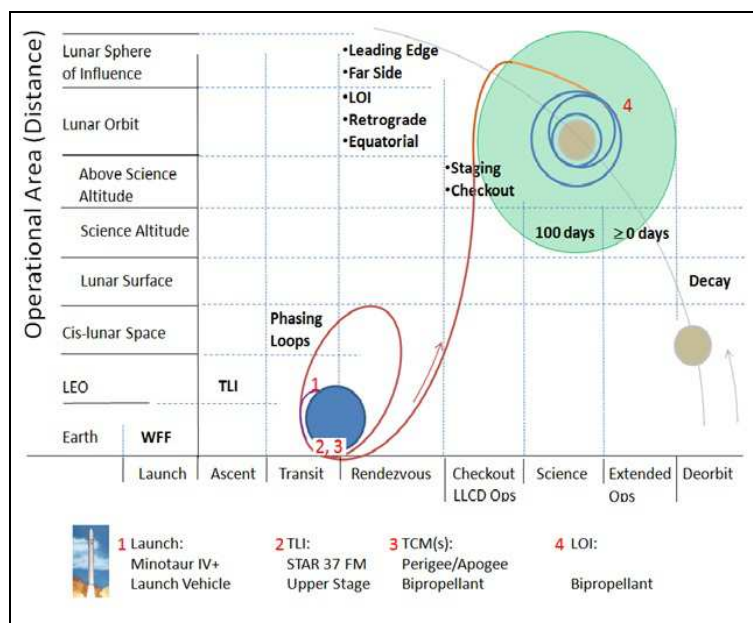 Operational Area (Distance)
Lunar Sphere
of Influence
Lunar Orbit
Above Science
Altitude
Science Altitude
Lunar Surface
Cis-lunar Space
LEO
Earth
•Leading Edge
•Far Side
•LOI
•Retrograde
•Equatorial
4
•Staging
•Checkout
100 days
≥0 days
Decay
Phasing
Loops
TLI
1
WFF
2, 3
Launch
Ascent
Transit
Rendezvous
Checkout
LLCD Ops
Science
Extended
Ops
Deorbit
1 Launch:
Minotaur IV+
Launch Vehicle
2 TLI:
STAR 37 FM
Upper Stage
3 TCM(s):
Perigee/Apogee
Bipropellant
4 LOI:
Bipropellant